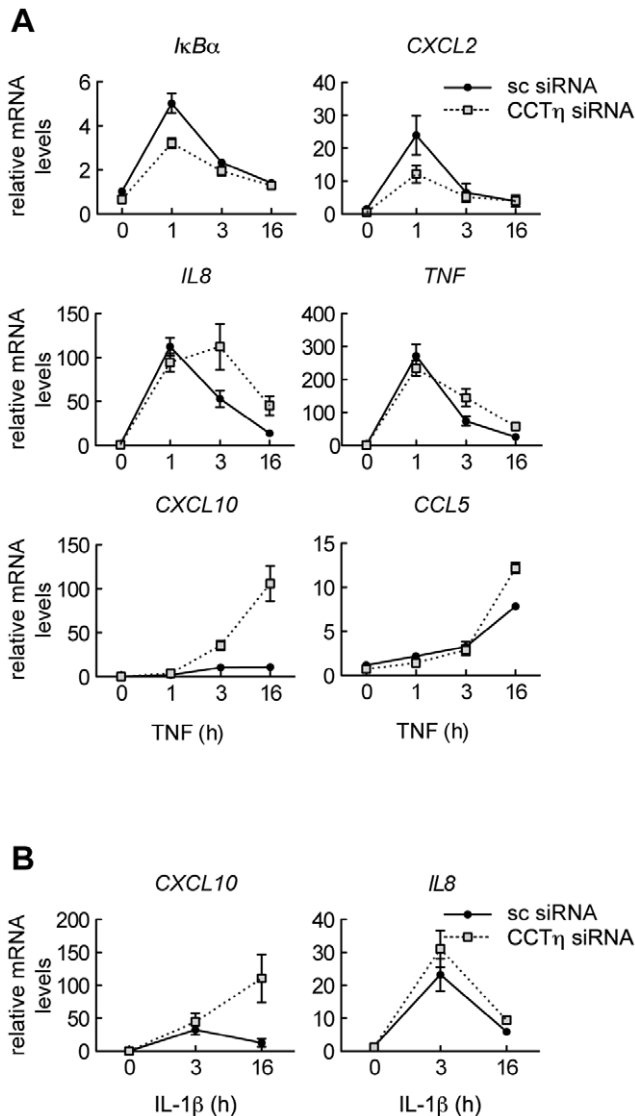 A
IκBα
CXCL2
relative mRNA
levels
6
4
2
0
0 1 3 16
40
30
20
10
0
0 1 3 16
sc siRNA
CCTη siRNA
IL8
TNF
relative mRNA
levels
150
100
50
0
0 1 3 16
400
300
200
100
0
0 1 3 16
CXCL10
CCL5
relative mRNA
levels
150
100
50
0
0 1 3 16
TNF (h)
15
10
5
0
0 1 3 16
TNF (h)
B
CXCL10
IL8
relative mRNA
levels
200
150
100
50
0
0 3 16
IL-1β (h)
40
30
20
10
0
0 3 16
IL-1β (h)
sc siRNA
CCTη siRNA